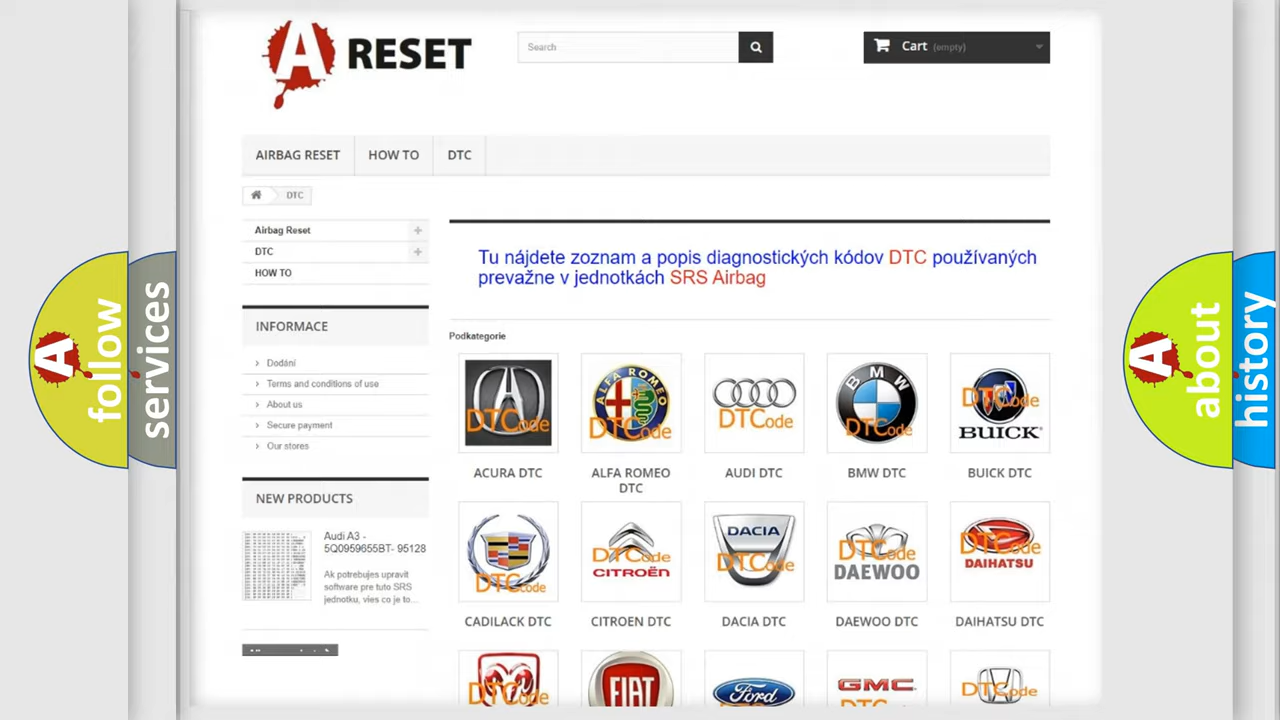 A RESET
Search
Cart (empty)
AIRBAG RESET
HOW TO
DTC
DTC
Airbag Reset
DTC
HOW TO
INFORMACE
Dodání
Terms and conditions of use
About us
Secure payment
Our stores
NEW PRODUCTS
Audi A3 -
5Q0959655BT- 95128
Ak potrebujes upravit
software pre tuto SRS
jednotku, vies co je to...
Tu nájdete zoznam a popis diagnostických kódov DTC používaných
prevažne v jednotkách SRS Airbag
Podkategorie
DTCode
ALFA ROMEO
DTCode
DTCode
BMW
DTCode
DTCode
BUICK
ACURA DTC
ALFA ROMEO
DTC
AUDI DTC
BMW DTC
BUICK DTC
DTCode
DTCode
CITROËN
DACIA
DTCode
DTCode
DAEWOO
DTCode
DAIHATSU
CADILACK DTC
CITROEN DTC
DACIA DTC
DAEWOO DTC
DAIHATSU DTC
DTCode
FIAT
Ford
GMC
DTCode
A follow
services
A about
history